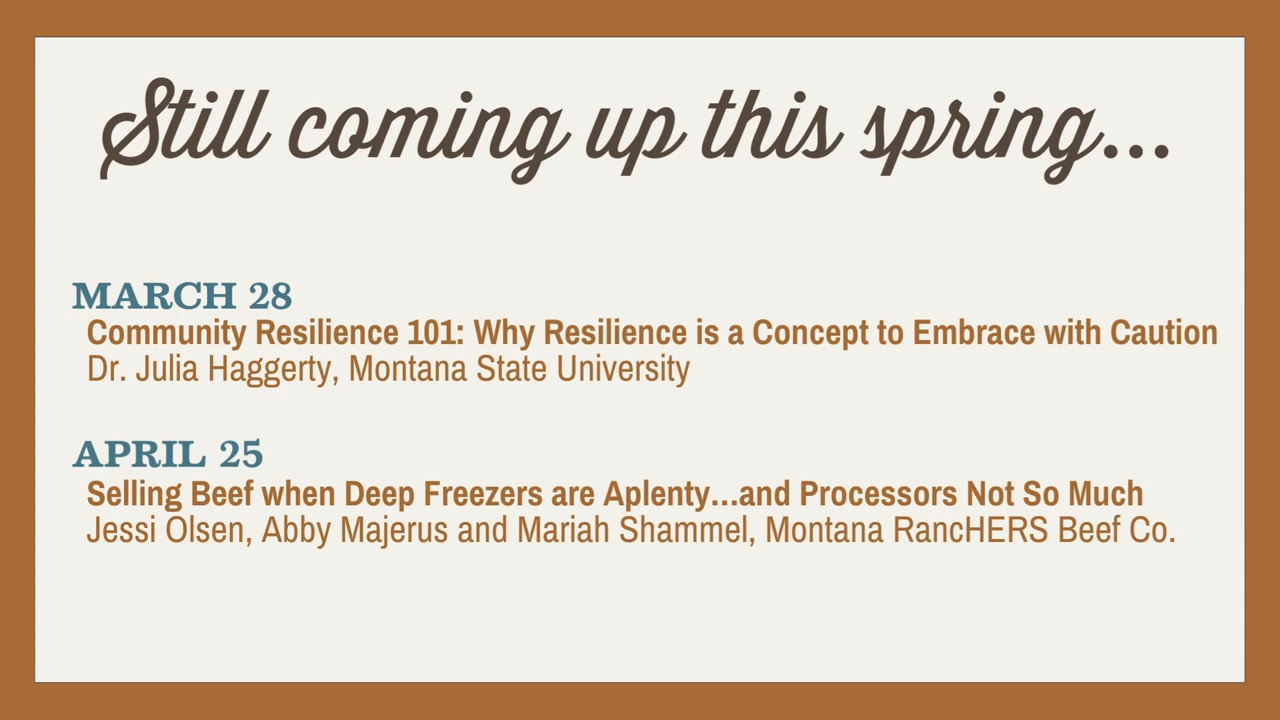 Still coming up this spring...
MARCH 28
Community Resilience 101: Why Resilience is a Concept to Embrace with Caution
Dr. Julia Haggerty, Montana State University
APRIL 25
Selling Beef when Deep Freezers are Aplenty...and Processors Not So Much
Jessi Olsen, Abby Majerus and Mariah Shammel, Montana RancHERS Beef Co.